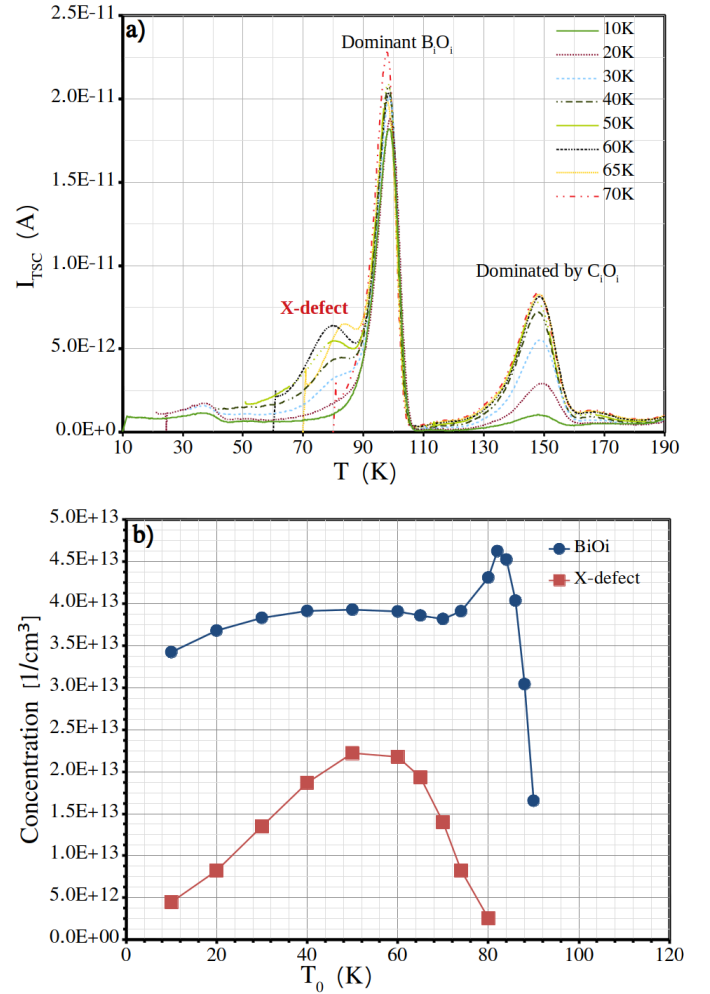 a)
Dominant BᵢOᵢ
10K
20K
30K
40K
50K
60K
65K
70K
2.5E-11
2.0E-11
1.5E-11
1.0E-11
5.0E-12
0.0E+0
I_TSC (A)
X-defect
Dominated by CᵢOᵢ
10 30 50 70 90 110 130 150 170 190
T (K)
b)
BiOi
X-defect
5.0E+13
4.5E+13
4.0E+13
3.5E+13
3.0E+13
2.5E+13
2.0E+13
1.5E+13
1.0E+13
5.0E+12
0.0E+00
Concentration [1/cm³]
0 20 40 60 80 100 120
T₀ (K)